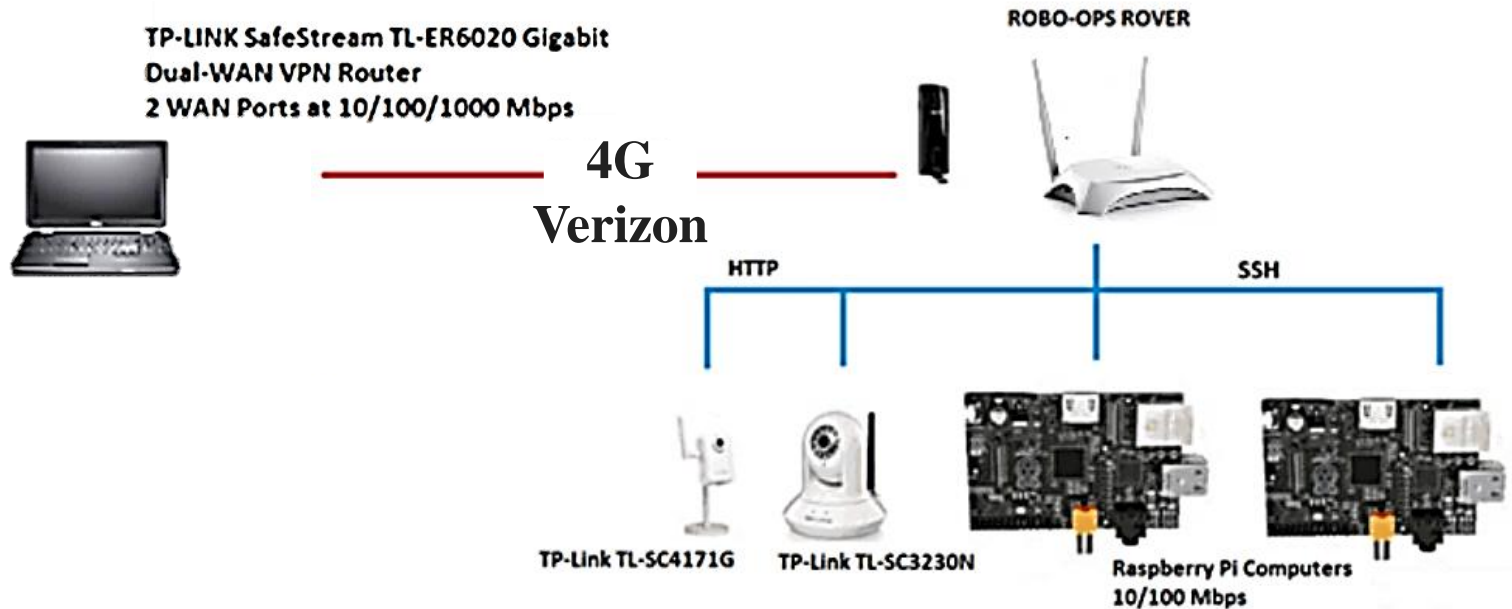 ROBO-OPS ROVER
TP-LINK SafeStream TL-ER6020 Gigabit
Dual-WAN VPN Router
2 WAN Ports at 10/100/1000 Mbps
4G
Verizon
HTTP
SSH
TP-Link TL-SC4171G
TP-Link TL-SC3230N
Raspberry Pi Computers
10/100 Mbps